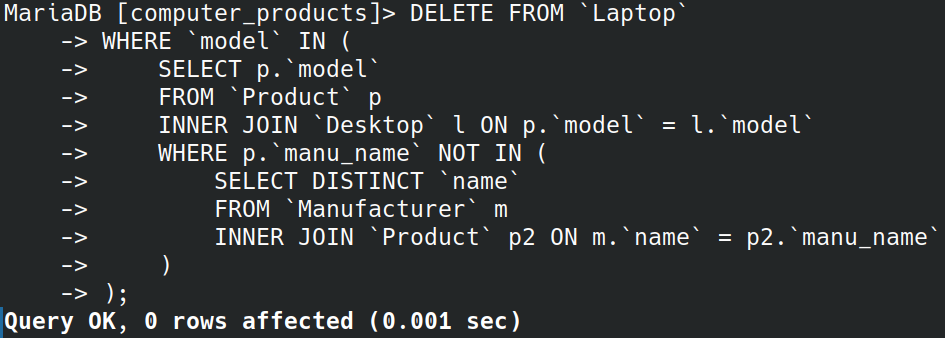 MariaDB [computer_products]> DELETE FROM `Laptop`
    -> WHERE `model` IN (
    ->     SELECT p.`model`
    ->     FROM `Product` p
    ->     INNER JOIN `Desktop` l ON p.`model` = l.`model`
    ->     WHERE p.`manu_name` NOT IN (
    ->         SELECT DISTINCT `name`
    ->         FROM `Manufacturer` m
    ->         INNER JOIN `Product` p2 ON m.`name` = p2.`manu_name`
    ->     )
    -> );
Query OK, 0 rows affected (0.001 sec)